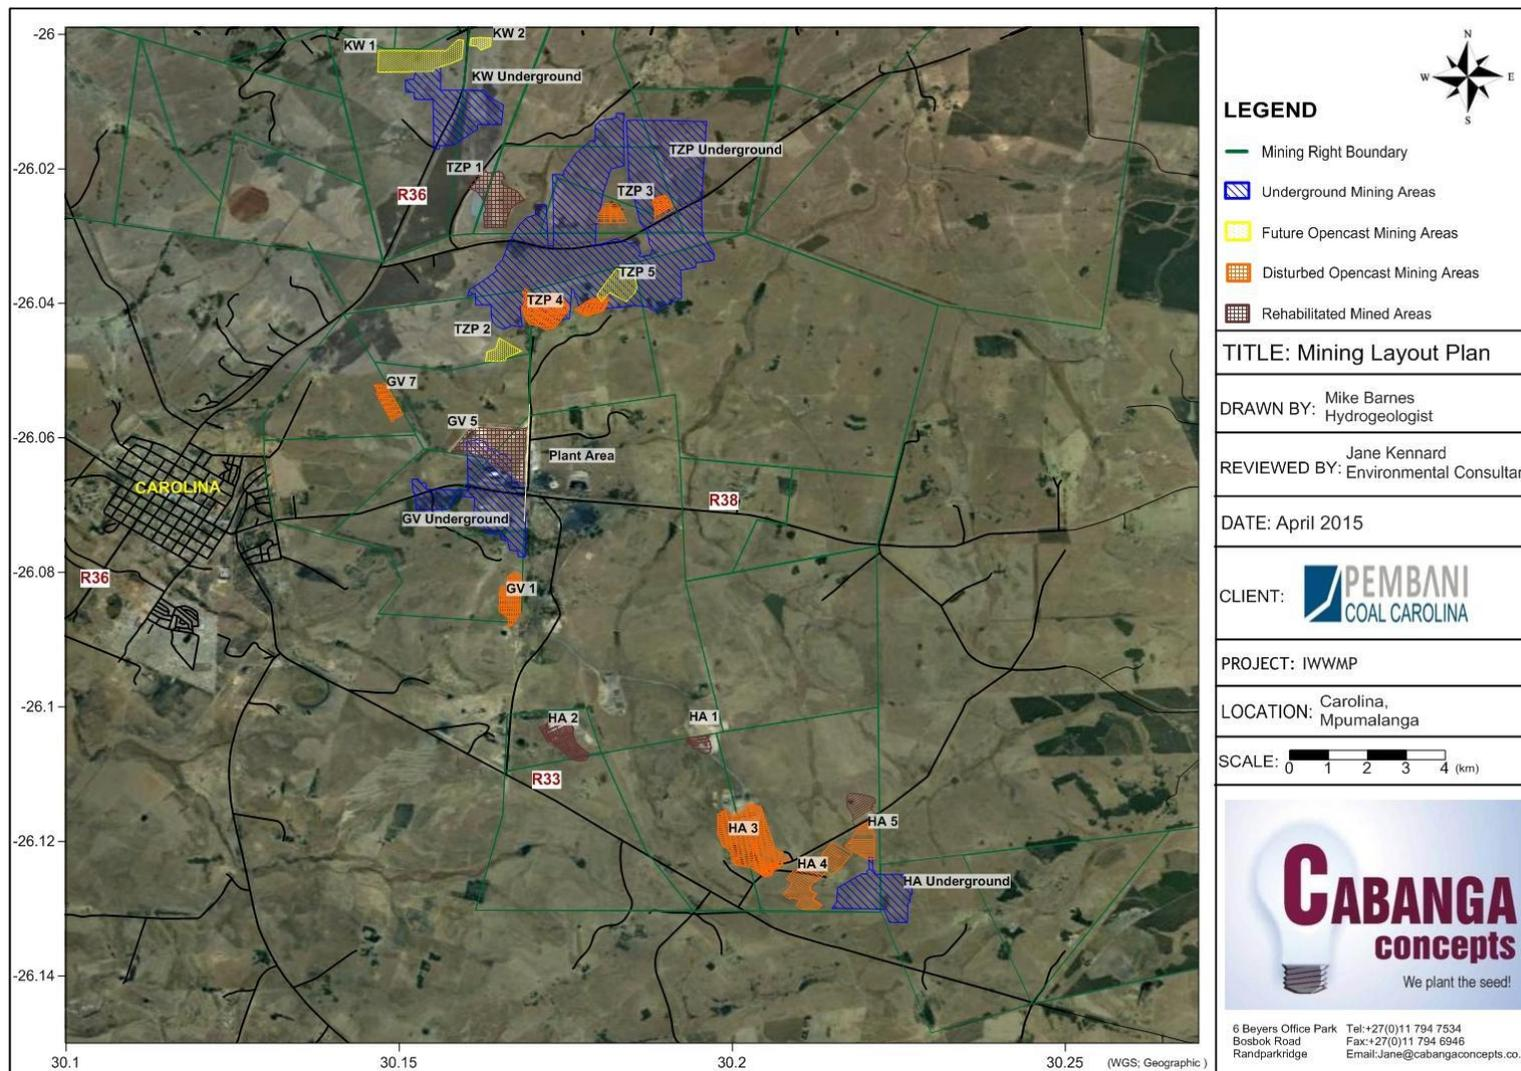 -26
-26.02
-26.04
-26.06
-26.08
-26.1
-26.12
-26.14
30.1
30.15
30.2
30.25
(WGS; Geographic )
KW 1
KW 2
KW Underground
TZP Underground
TZP 1
TZP 3
R36
TZP 5
TZP 4
TZP 2
GV 7
GV 5
Plant Area
CAROLINA
R38
GV Underground
R36
GV 1
HA 2
HA 1
R33
HA 3
HA 5
HA 4
HA Underground
N
W
E
S
LEGEND
Mining Right Boundary
Underground Mining Areas
Future Opencast Mining Areas
Disturbed Opencast Mining Areas
Rehabilitated Mined Areas
TITLE: Mining Layout Plan
DRAWN BY: Mike Barnes
Hydrogeologist
REVIEWED BY: Jane Kennard
Environmental Consultan
DATE: April 2015
CLIENT:
PEMBANI
COAL CAROLINA
PROJECT: IWWMP
LOCATION: Carolina,
Mpumalanga
SCALE: 0 1 2 3 4 (km)
CABANGA
concepts
We plant the seed!
6 Beyers Office Park Tel:+27(0)11 794 7534
Bosbok Road Fax:+27(0)11 794 6946
Randparkridge Email:Jane@cabangaconcepts.co.